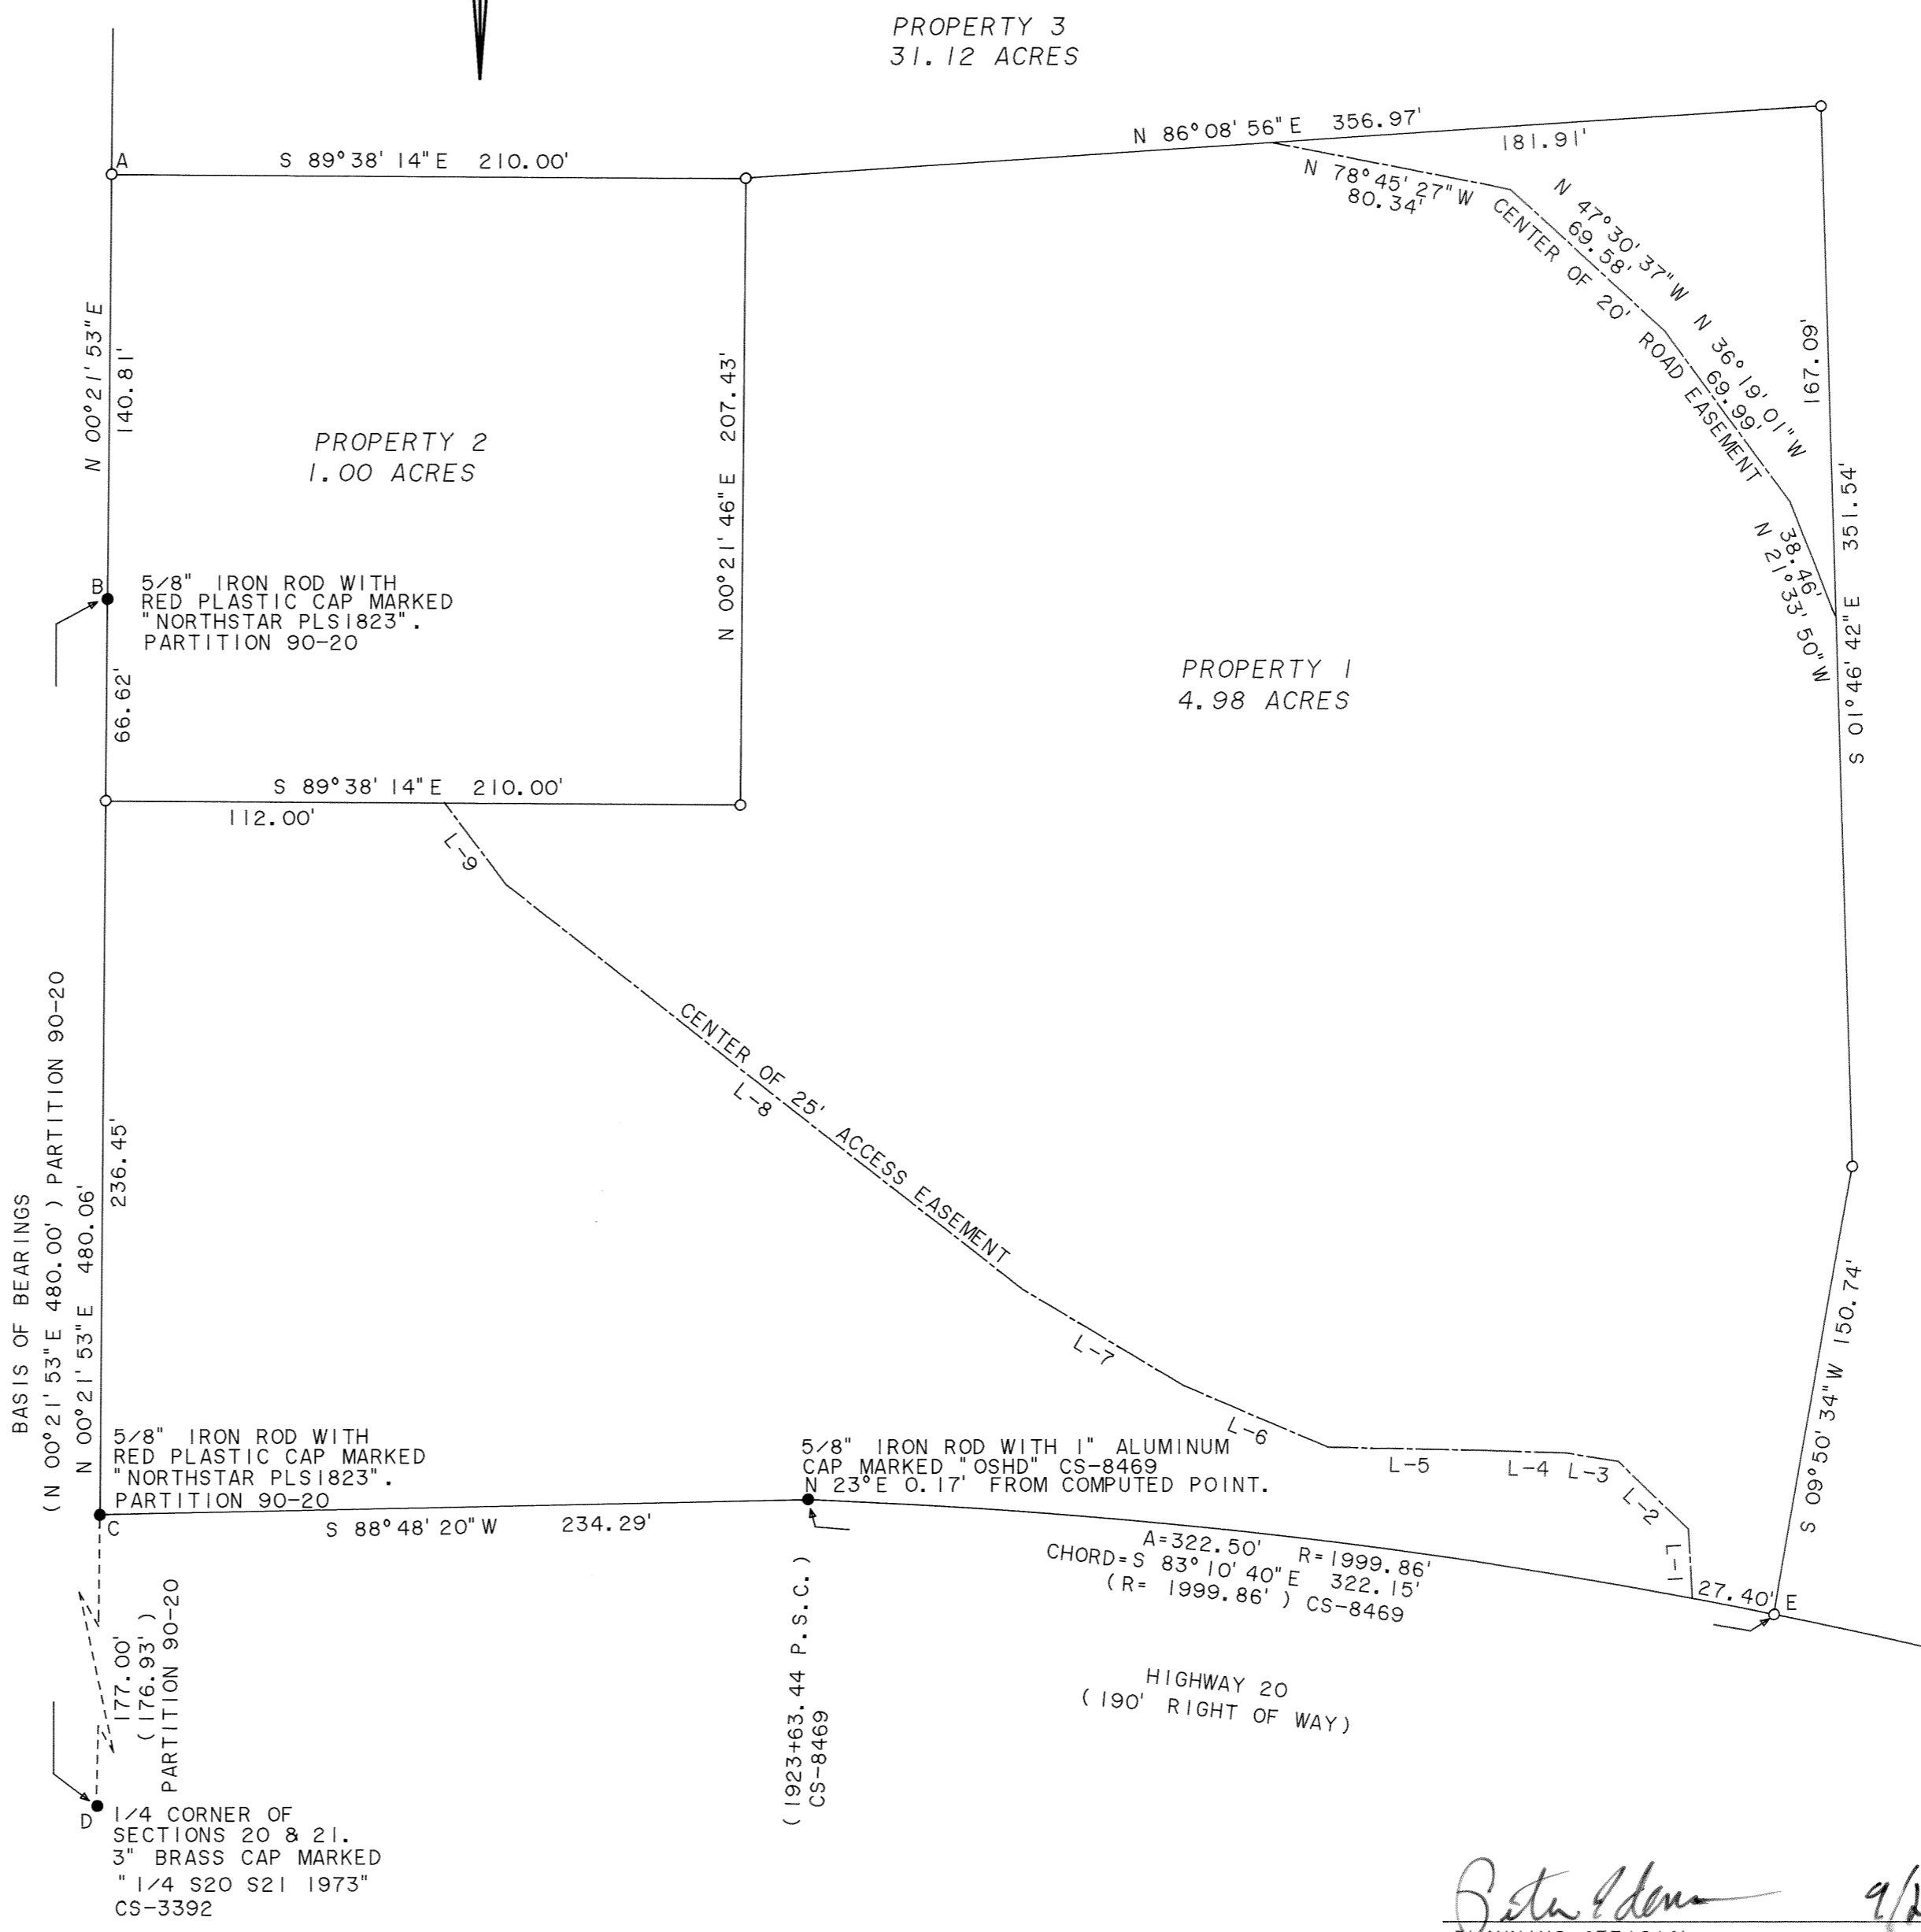 PROPERTY 3
31.12 ACRES
N 86°08'56"E 356.97'
181.91'
A
S 89°38'14"E 210.00'
N 78°45'27"W
80.34'
N 47°30'37"W
69.58'
N 36°19'01"W
69.99'
CENTER OF 20' ROAD EASEMENT
38.46'
N 21°33'50"W
167.09'
S 01°46'42"E 351.54'
N 00°21'53"E
140.81'
PROPERTY 2
1.00 ACRES
N 00°21'46"E 207.43'
B
5/8" IRON ROD WITH
RED PLASTIC CAP MARKED
"NORTHSTAR PLS1823".
PARTITION 90-20
66.62'
PROPERTY 1
4.98 ACRES
S 89°38'14"E 210.00'
112.00'
L-9
CENTER OF 25' ACCESS EASEMENT
L-8
BASIS OF BEARINGS
(N 00°21'53"E 480.00') PARTITION 90-20
N 00°21'53"E 480.06'
236.45'
L-7
L-6
L-5
L-4
L-3
L-2
L-1
S 09°50'34"W 150.74'
5/8" IRON ROD WITH
RED PLASTIC CAP MARKED
"NORTHSTAR PLS1823".
PARTITION 90-20
C
S 88°48'20"W 234.29'
5/8" IRON ROD WITH 1" ALUMINUM
CAP MARKED "OSHD" CS-8469
N 23°E 0.17' FROM COMPUTED POINT.
A=322.50' R=1999.86'
CHORD=S 83°10'40"E 322.15'
(R= 1999.86') CS-8469
27.40'
E
177.00'
(176.93')
PARTITION 90-20
(1923+63.44 P.S.C.)
CS-8469
HIGHWAY 20
(190' RIGHT OF WAY)
D
1/4 CORNER OF
SECTIONS 20 & 21.
3" BRASS CAP MARKED
"1/4 S20 S21 1973"
CS-3392
9/